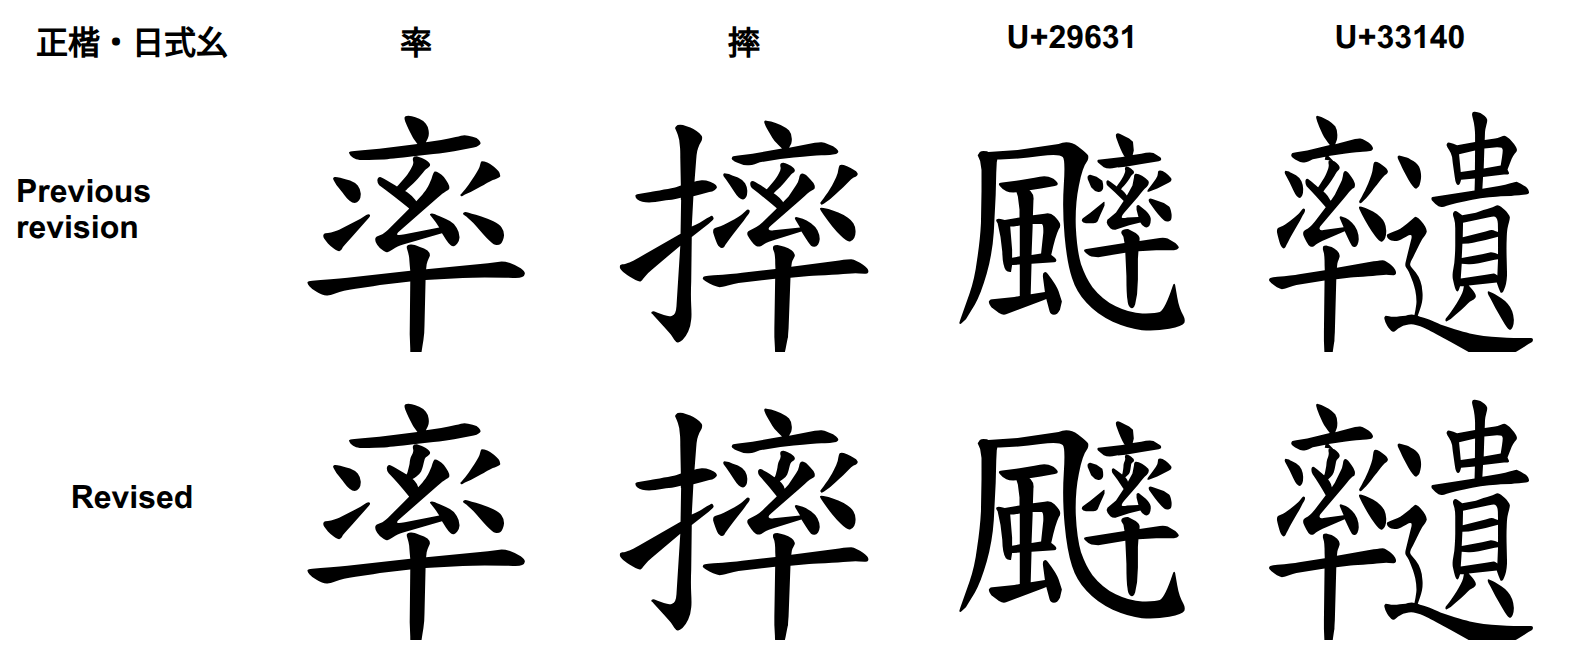 正楷・日式幺 率 摔 U+29631 U+33140
Previous revision 率 摔 𩘱 𳅀
Revised 率 摔 𩘱 𳅀